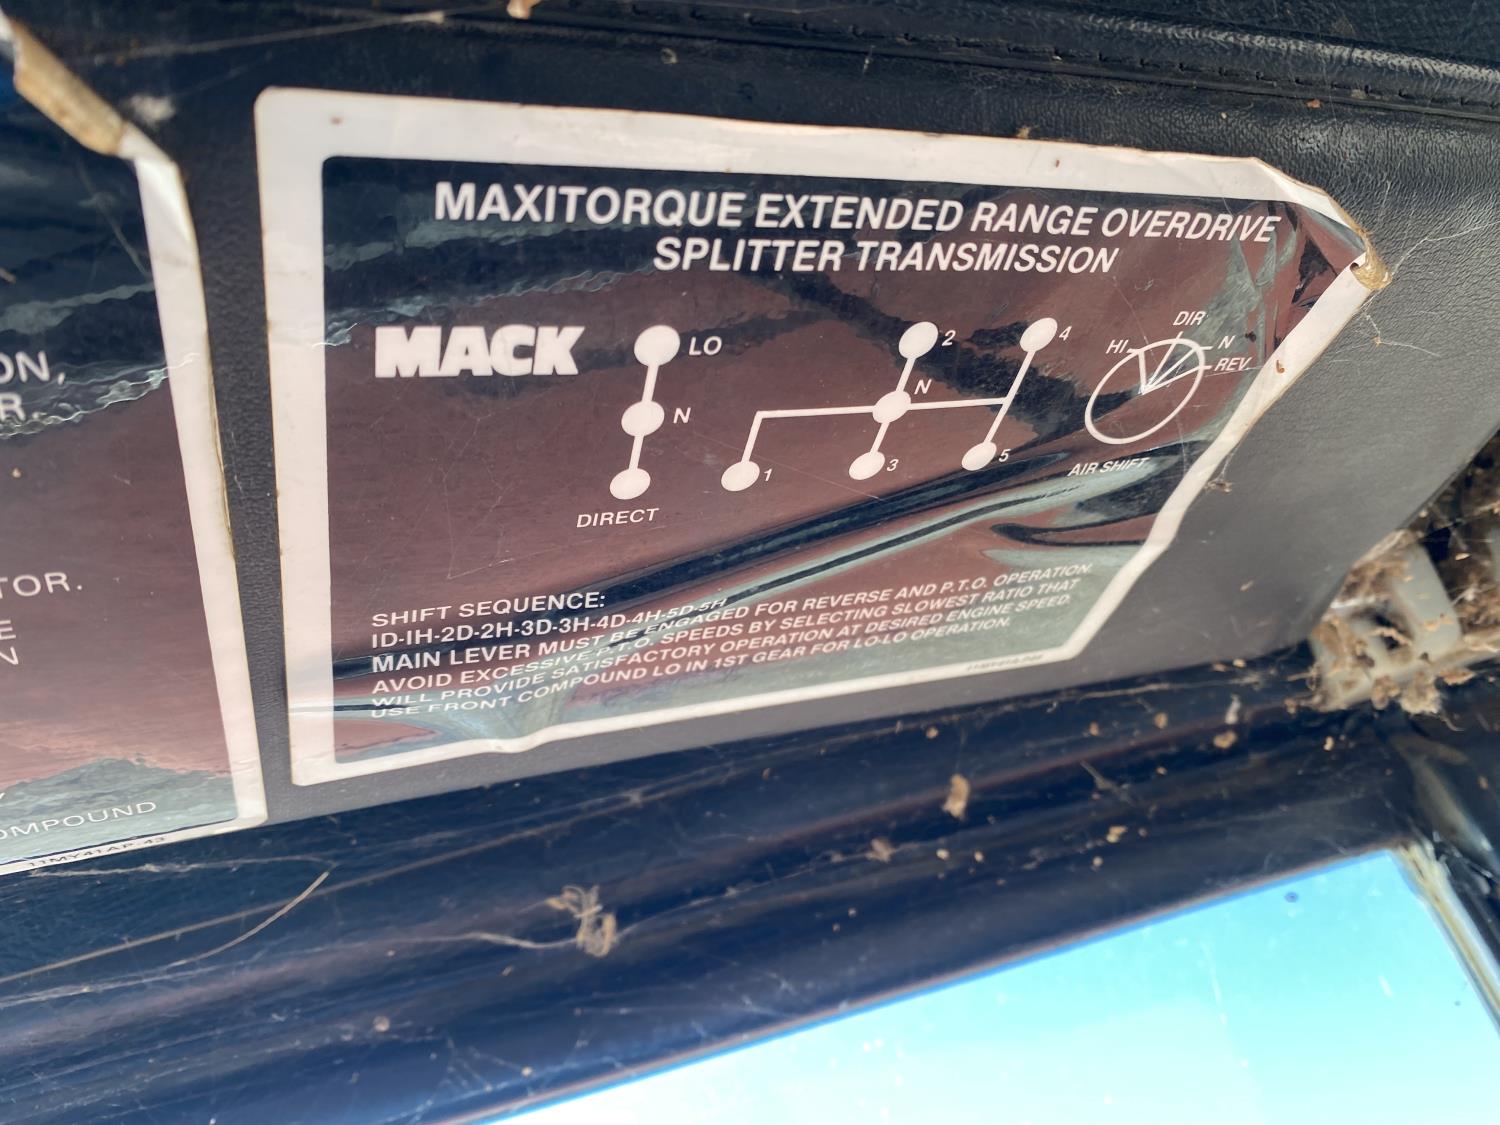 MAXITORQUE EXTENDED RANGE OVERDRIVE
SPLITTER TRANSMISSION
MACK
LO
N
DIRECT
2
4
N
1
3
5
HI
DIR
N
REV.
AIR SHIFT
SHIFT SEQUENCE:
ID-IH-2D-2H-3D-3H-4D-4H-5D-5H
MAIN LEVER MUST BE ENGAGED FOR REVERSE AND P.T.O. OPERATION.
AVOID EXCESSIVE P.T.O. SPEEDS BY SELECTING SLOWEST RATIO THAT
WILL PROVIDE SATISFACTORY OPERATION AT DESIRED ENGINE SPEED.
USE FRONT COMPOUND LO IN 1ST GEAR FOR LO-LO OPERATION.
ON,
R.
TOR.
E
N
OMPOUND
11MY41AP-43